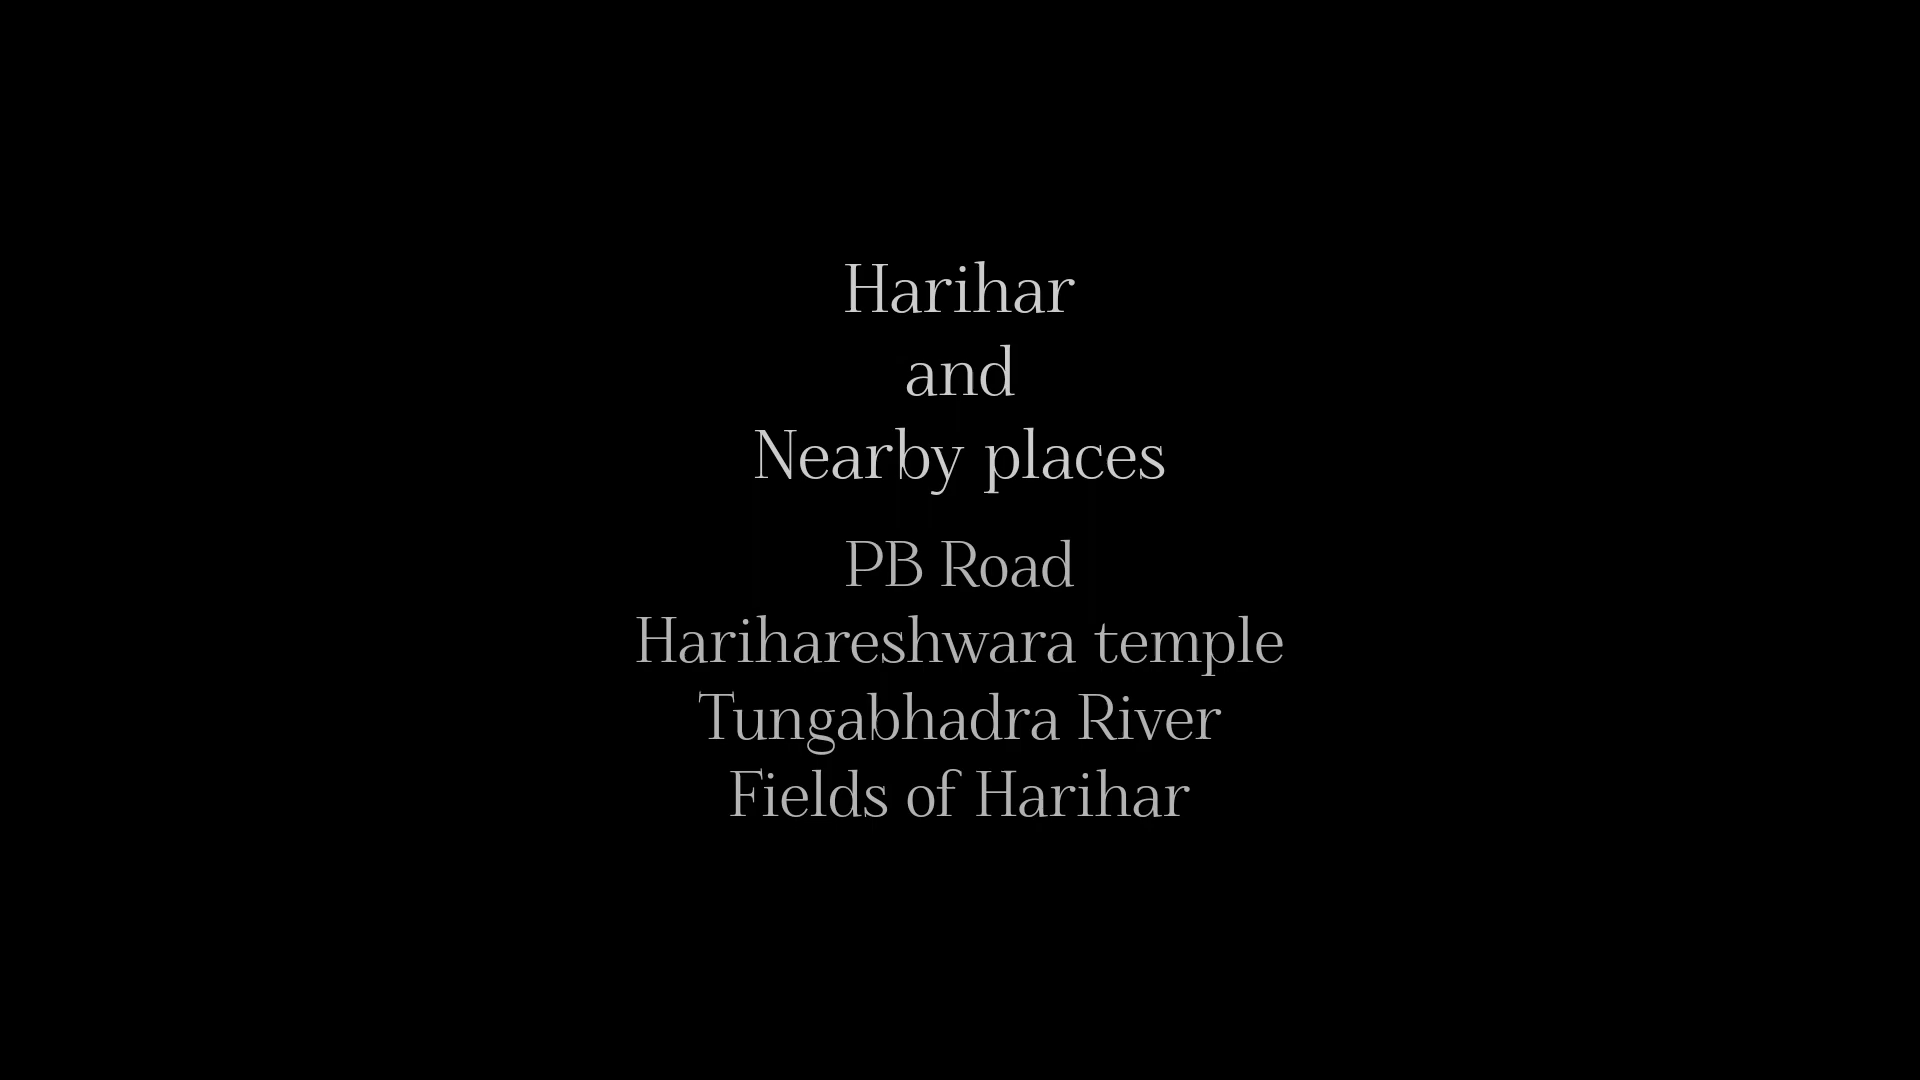 Harihar
and
Nearby places
PB Road
Harihareshwara temple
Tungabhadra River
Fields of Harihar